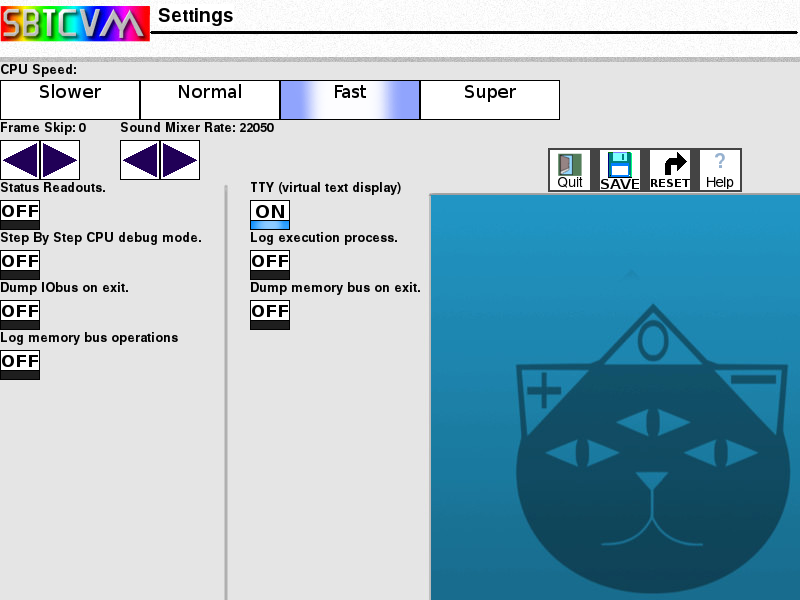 SBTCVM
Settings
CPU Speed:
Slower Normal Fast Super
Frame Skip: 0 Sound Mixer Rate: 22050
Quit SAVE RESET ? Help
Status Readouts. TTY (virtual text display)
OFF ON
Step By Step CPU debug mode. Log execution process.
OFF OFF
Dump IObus on exit. Dump memory bus on exit.
OFF OFF
Log memory bus operations
OFF
+ 0 -